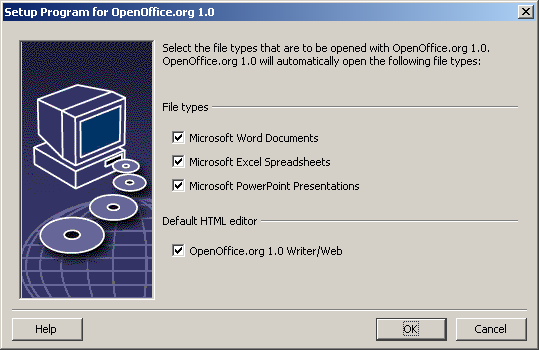 Setup Program for OpenOffice.org 1.0
Select the file types that are to be opened with OpenOffice.org 1.0.
OpenOffice.org 1.0 will automatically open the following file types:
File types
Microsoft Word Documents
Microsoft Excel Spreadsheets
Microsoft PowerPoint Presentations
Default HTML editor
OpenOffice.org 1.0 Writer/Web
Help
OK
Cancel